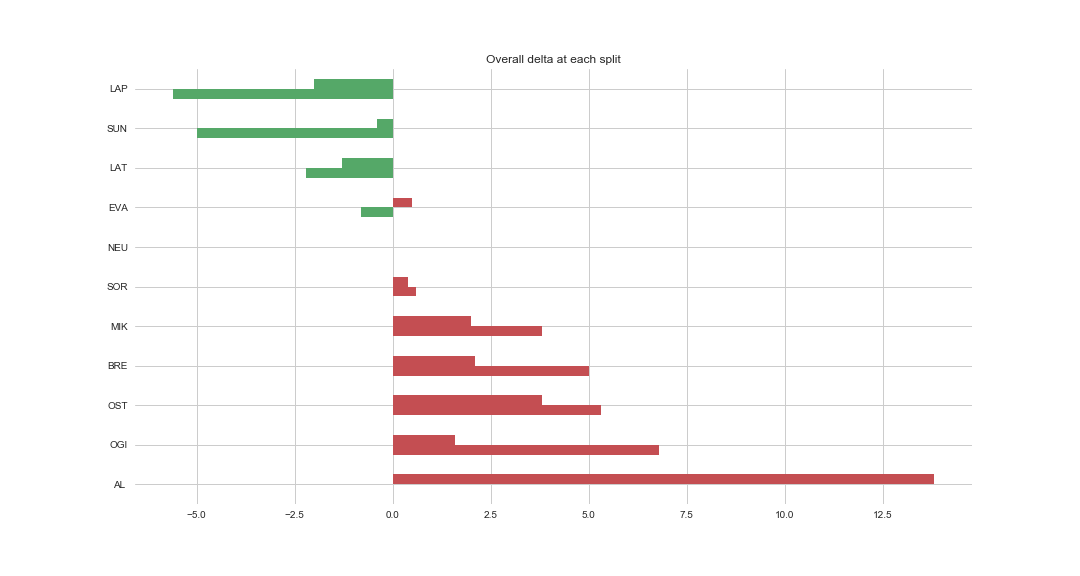 Overall delta at each split
LAP
SUN
LAT
EVA
NEU
SOR
MIK
BRE
OST
OGI
AL
−5.0 −2.5 0.0 2.5 5.0 7.5 10.0 12.5